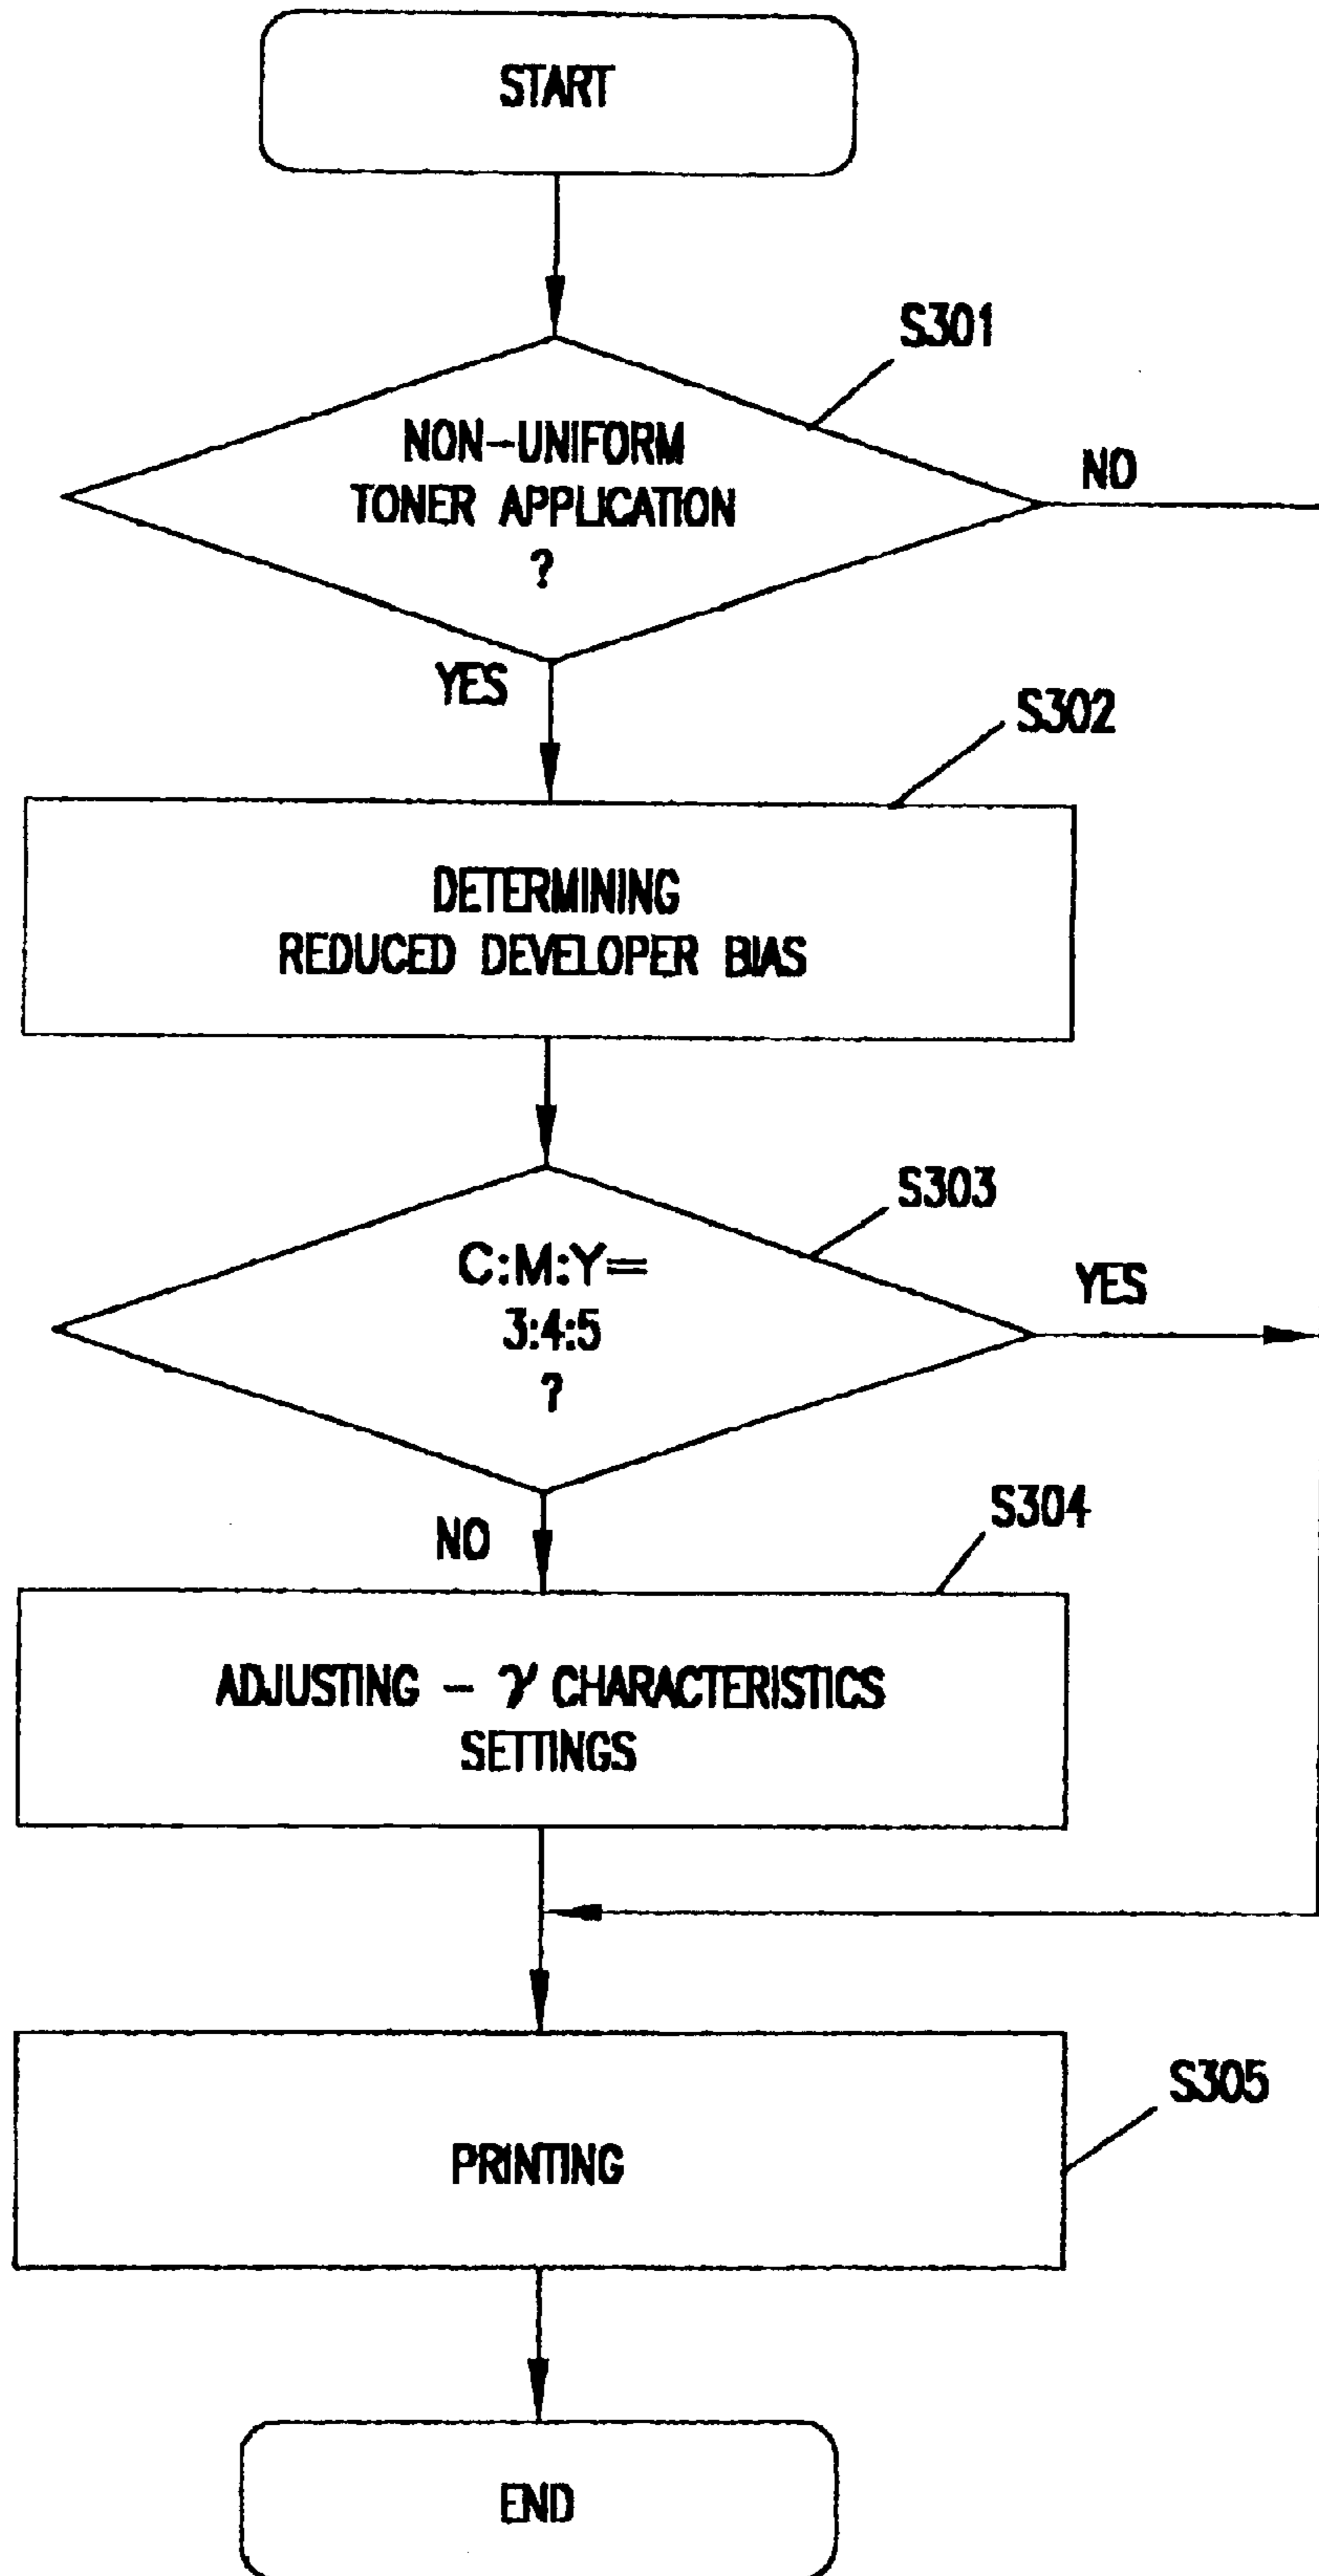 START
S301
NON-UNIFORM
TONER APPLICATION
?
NO
YES
S302
DETERMINING
REDUCED DEVELOPER BIAS
S303
C:M:Y=
3:4:5
?
YES
NO
S304
ADJUSTING - γ CHARACTERISTICS
SETTINGS
S305
PRINTING
END